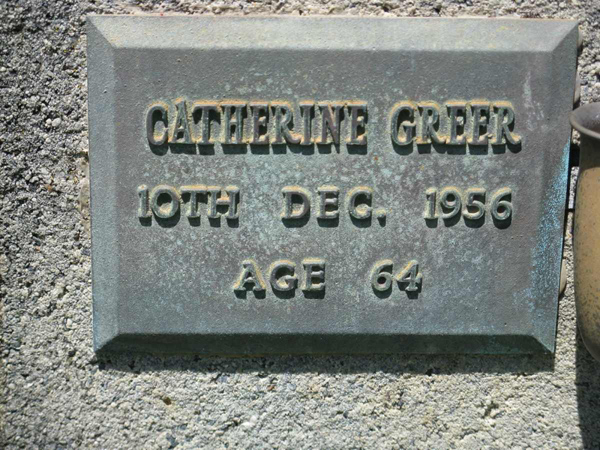 CATHERINE GREER
10TH DEC. 1956
AGE 64